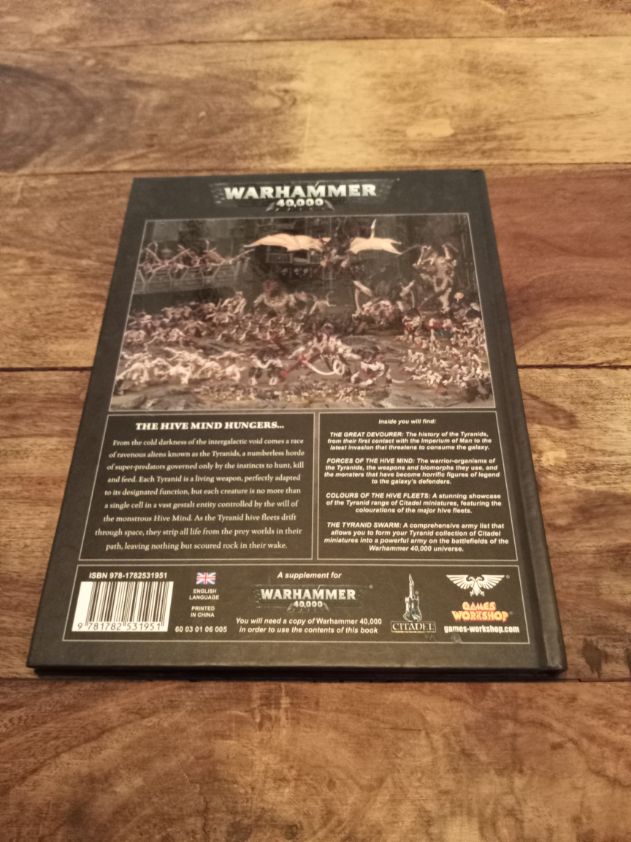 WARHAMMER
40,000
THE HIVE MIND HUNGERS...
From the cold darkness of the intergalactic void comes a race
of ravenous aliens known as the Tyranids, a numberless horde
of super-predators governed only by the instincts to hunt, kill
and feed. Each Tyranid is a living weapon, perfectly adapted
to its designated function, but each creature is no more than
a single cell in a vast gestalt entity controlled by the will of
the monstrous Hive Mind. As the Tyranid hive fleets drift
through space, they strip all life from the prey worlds in their
path, leaving nothing but scoured rock in their wake.
Inside you will find:
THE GREAT DEVOURER: The history of the Tyranids,
from their first contact with the Imperium of Man to the
latest invasion that threatens to consume the galaxy.
FORCES OF THE HIVE MIND: The warrior-organisms of
the Tyranids, the weapons and biomorphs they use, and
the monsters that have become horrific figures of legend
to the galaxy's defenders.
COLOURS OF THE HIVE FLEETS: A stunning showcase
of the Tyranid range of Citadel miniatures, featuring the
colourations of the major hive fleets.
THE TYRANID SWARM: A comprehensive army list that
allows you to form your Tyranid collection of Citadel
miniatures into a powerful army on the battlefields of the
Warhammer 40,000 universe.
ISBN 978-1782531951
9 781782 531951
ENGLISH
LANGUAGE
PRINTED
IN CHINA
60 03 01 06 005
A supplement for
WARHAMMER
40,000
You will need a copy of Warhammer 40,000
in order to use the contents of this book
CITADEL
GAMES
WORKSHOP
games-workshop.com